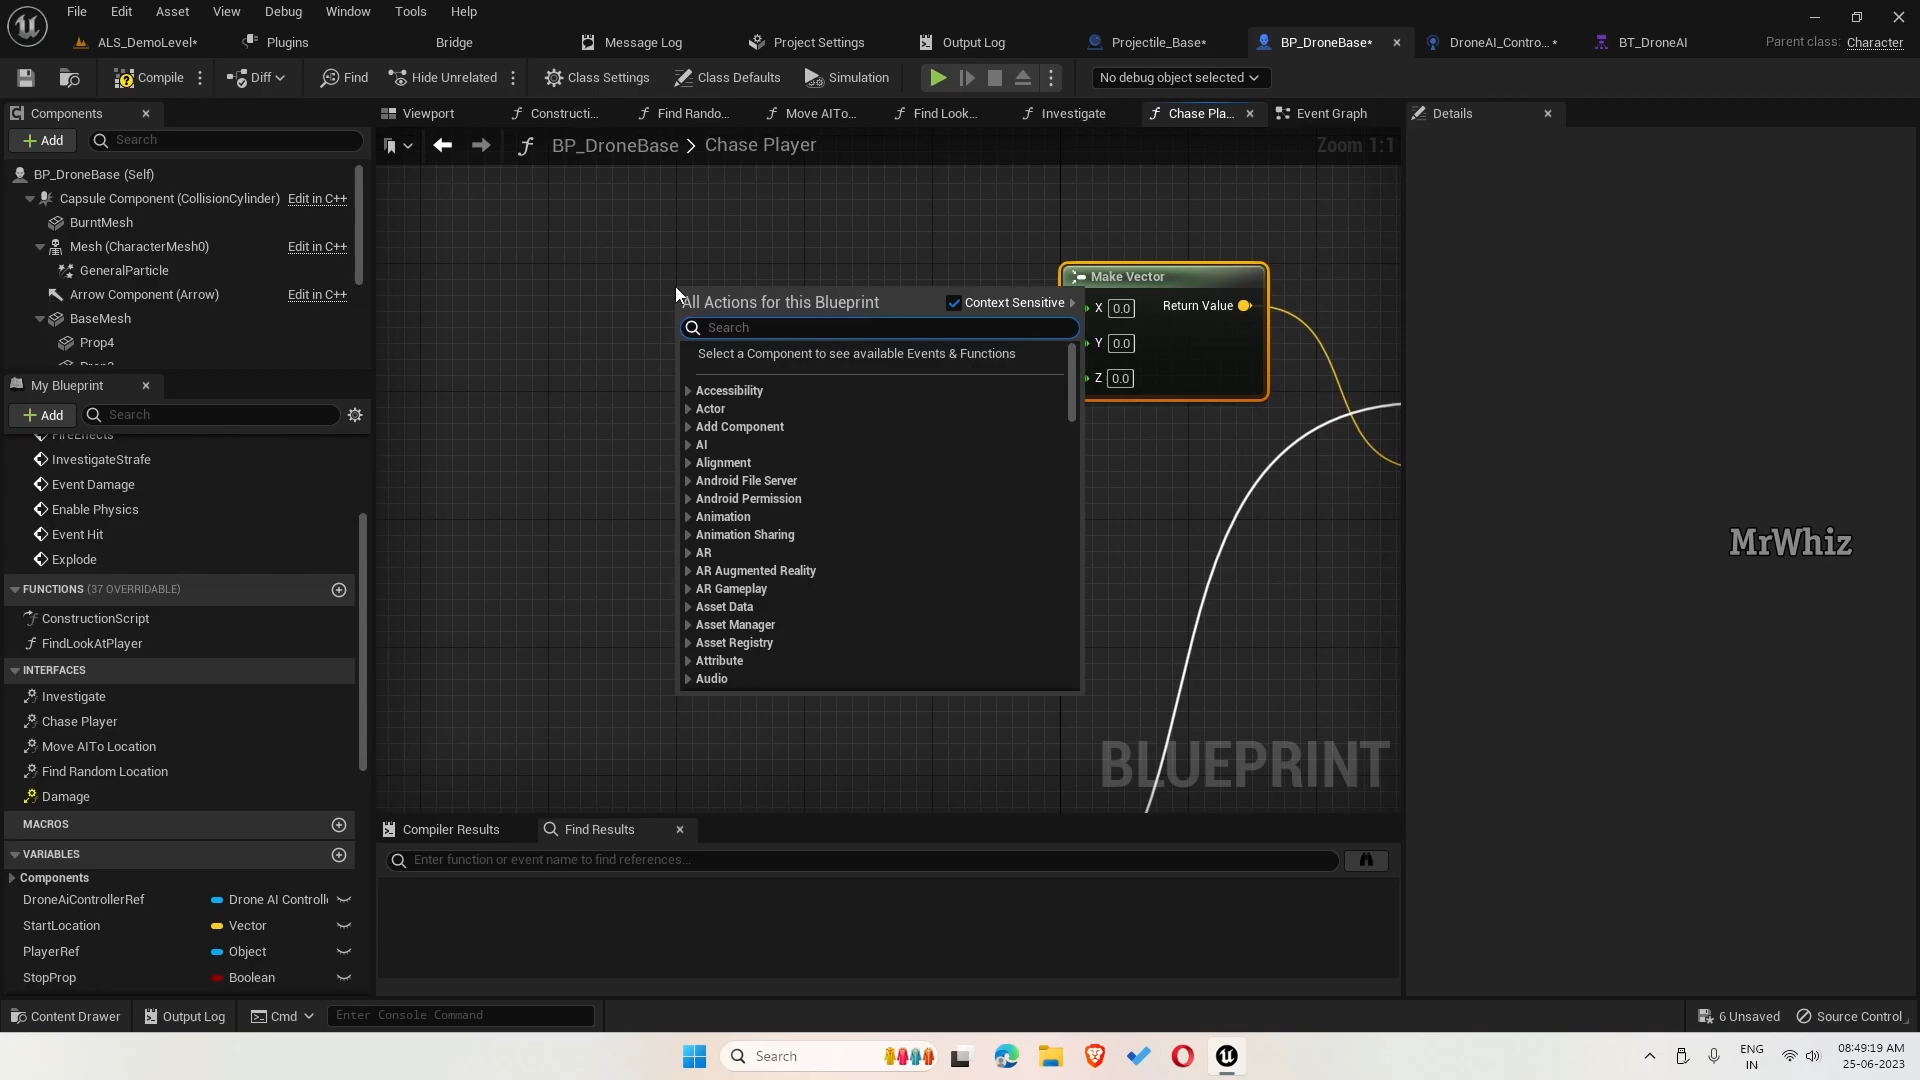 File Edit Asset View Debug Window Tools Help
ALS_DemoLevel* Plugins Bridge Message Log Project Settings Output Log Projectile_Base* BP_DroneBase* DroneAI_Contro... * BT_DroneAI Parent class: Character
Compile Diff Find Hide Unrelated Class Settings Class Defaults Simulation No debug object selected
Components Viewport Constructi... Find Rando... Move AITo... Find Look... Investigate Chase Pla... Event Graph Details
Add Search
BP_DroneBase > Chase Player Zoom 1:1
BP_DroneBase (Self)
Capsule Component (CollisionCylinder) Edit in C++
BurntMesh
Mesh (CharacterMesh0) Edit in C++
GeneralParticle
Arrow Component (Arrow) Edit in C++
BaseMesh
Prop4
My Blueprint
Add Search
FireEffects
InvestigateStrafe
Event Damage
Enable Physics
Event Hit
Explode
FUNCTIONS (37 OVERRIDABLE)
ConstructionScript
FindLookAtPlayer
INTERFACES
Investigate
Chase Player
Move AITo Location
Find Random Location
Damage
MACROS
VARIABLES
Components
DroneAiControllerRef Drone AI Controlle
StartLocation Vector
PlayerRef Object
StopProp Boolean
Make Vector
X 0.0 Return Value
Y 0.0
Z 0.0
All Actions for this Blueprint Context Sensitive
Search
Select a Component to see available Events & Functions
Accessibility
Actor
Add Component
AI
Alignment
Android File Server
Android Permission
Animation
Animation Sharing
AR
AR Augmented Reality
AR Gameplay
Asset Data
Asset Manager
Asset Registry
Attribute
Audio
BLUEPRINT
MrWhiz
Compiler Results Find Results
Enter function or event name to find references...
Content Drawer Output Log Cmd Enter Console Command 6 Unsaved Source Control
Search
ENG
IN
08:49:19 AM
25-06-2023